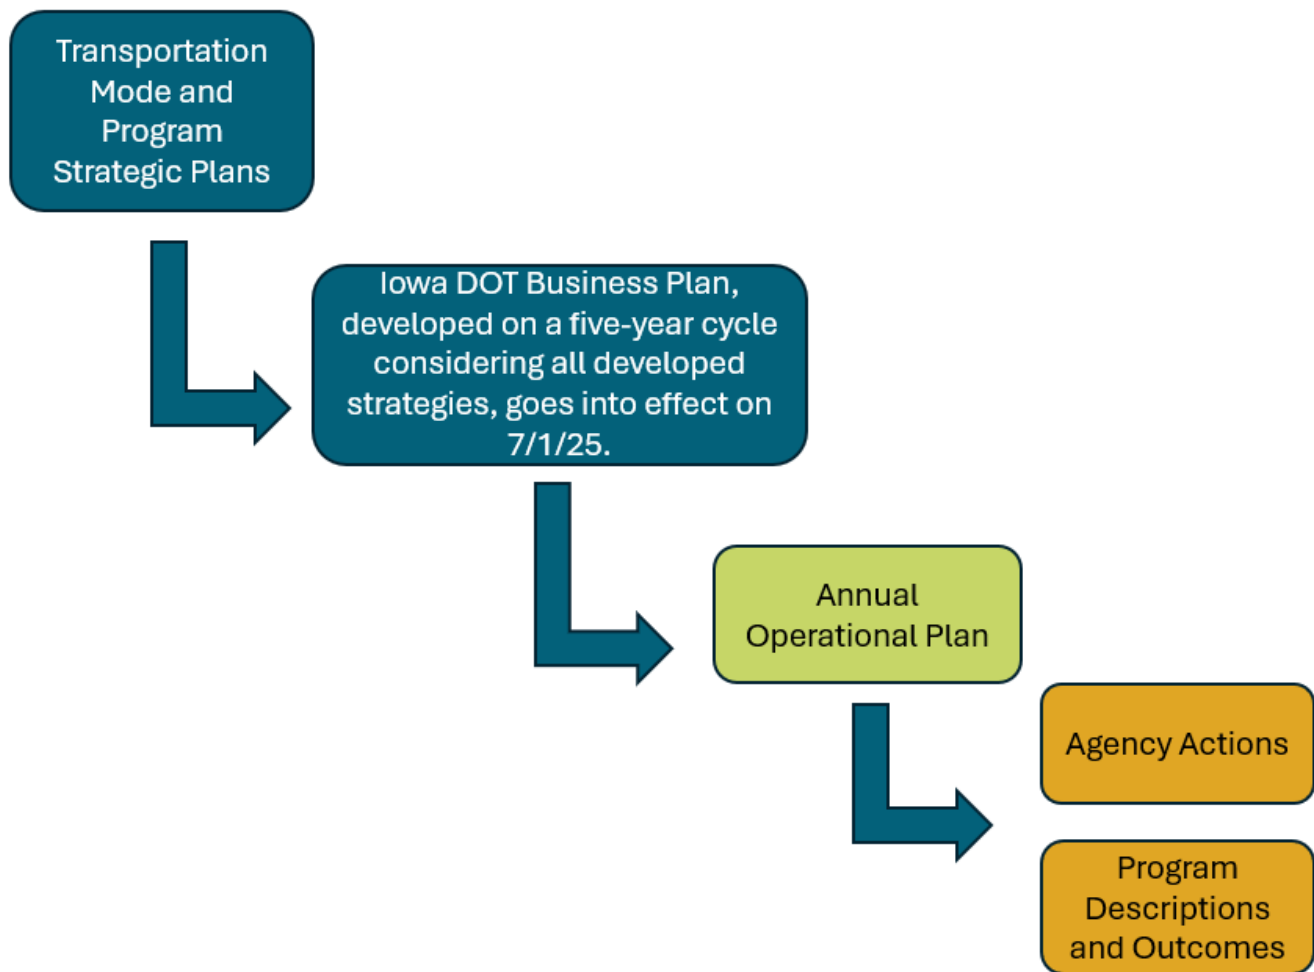 Transportation
Mode and
Program
Strategic Plans
Iowa DOT Business Plan,
developed on a five-year cycle
considering all developed
strategies, goes into effect on
7/1/25.
Annual
Operational Plan
Agency Actions
Program
Descriptions
and Outcomes